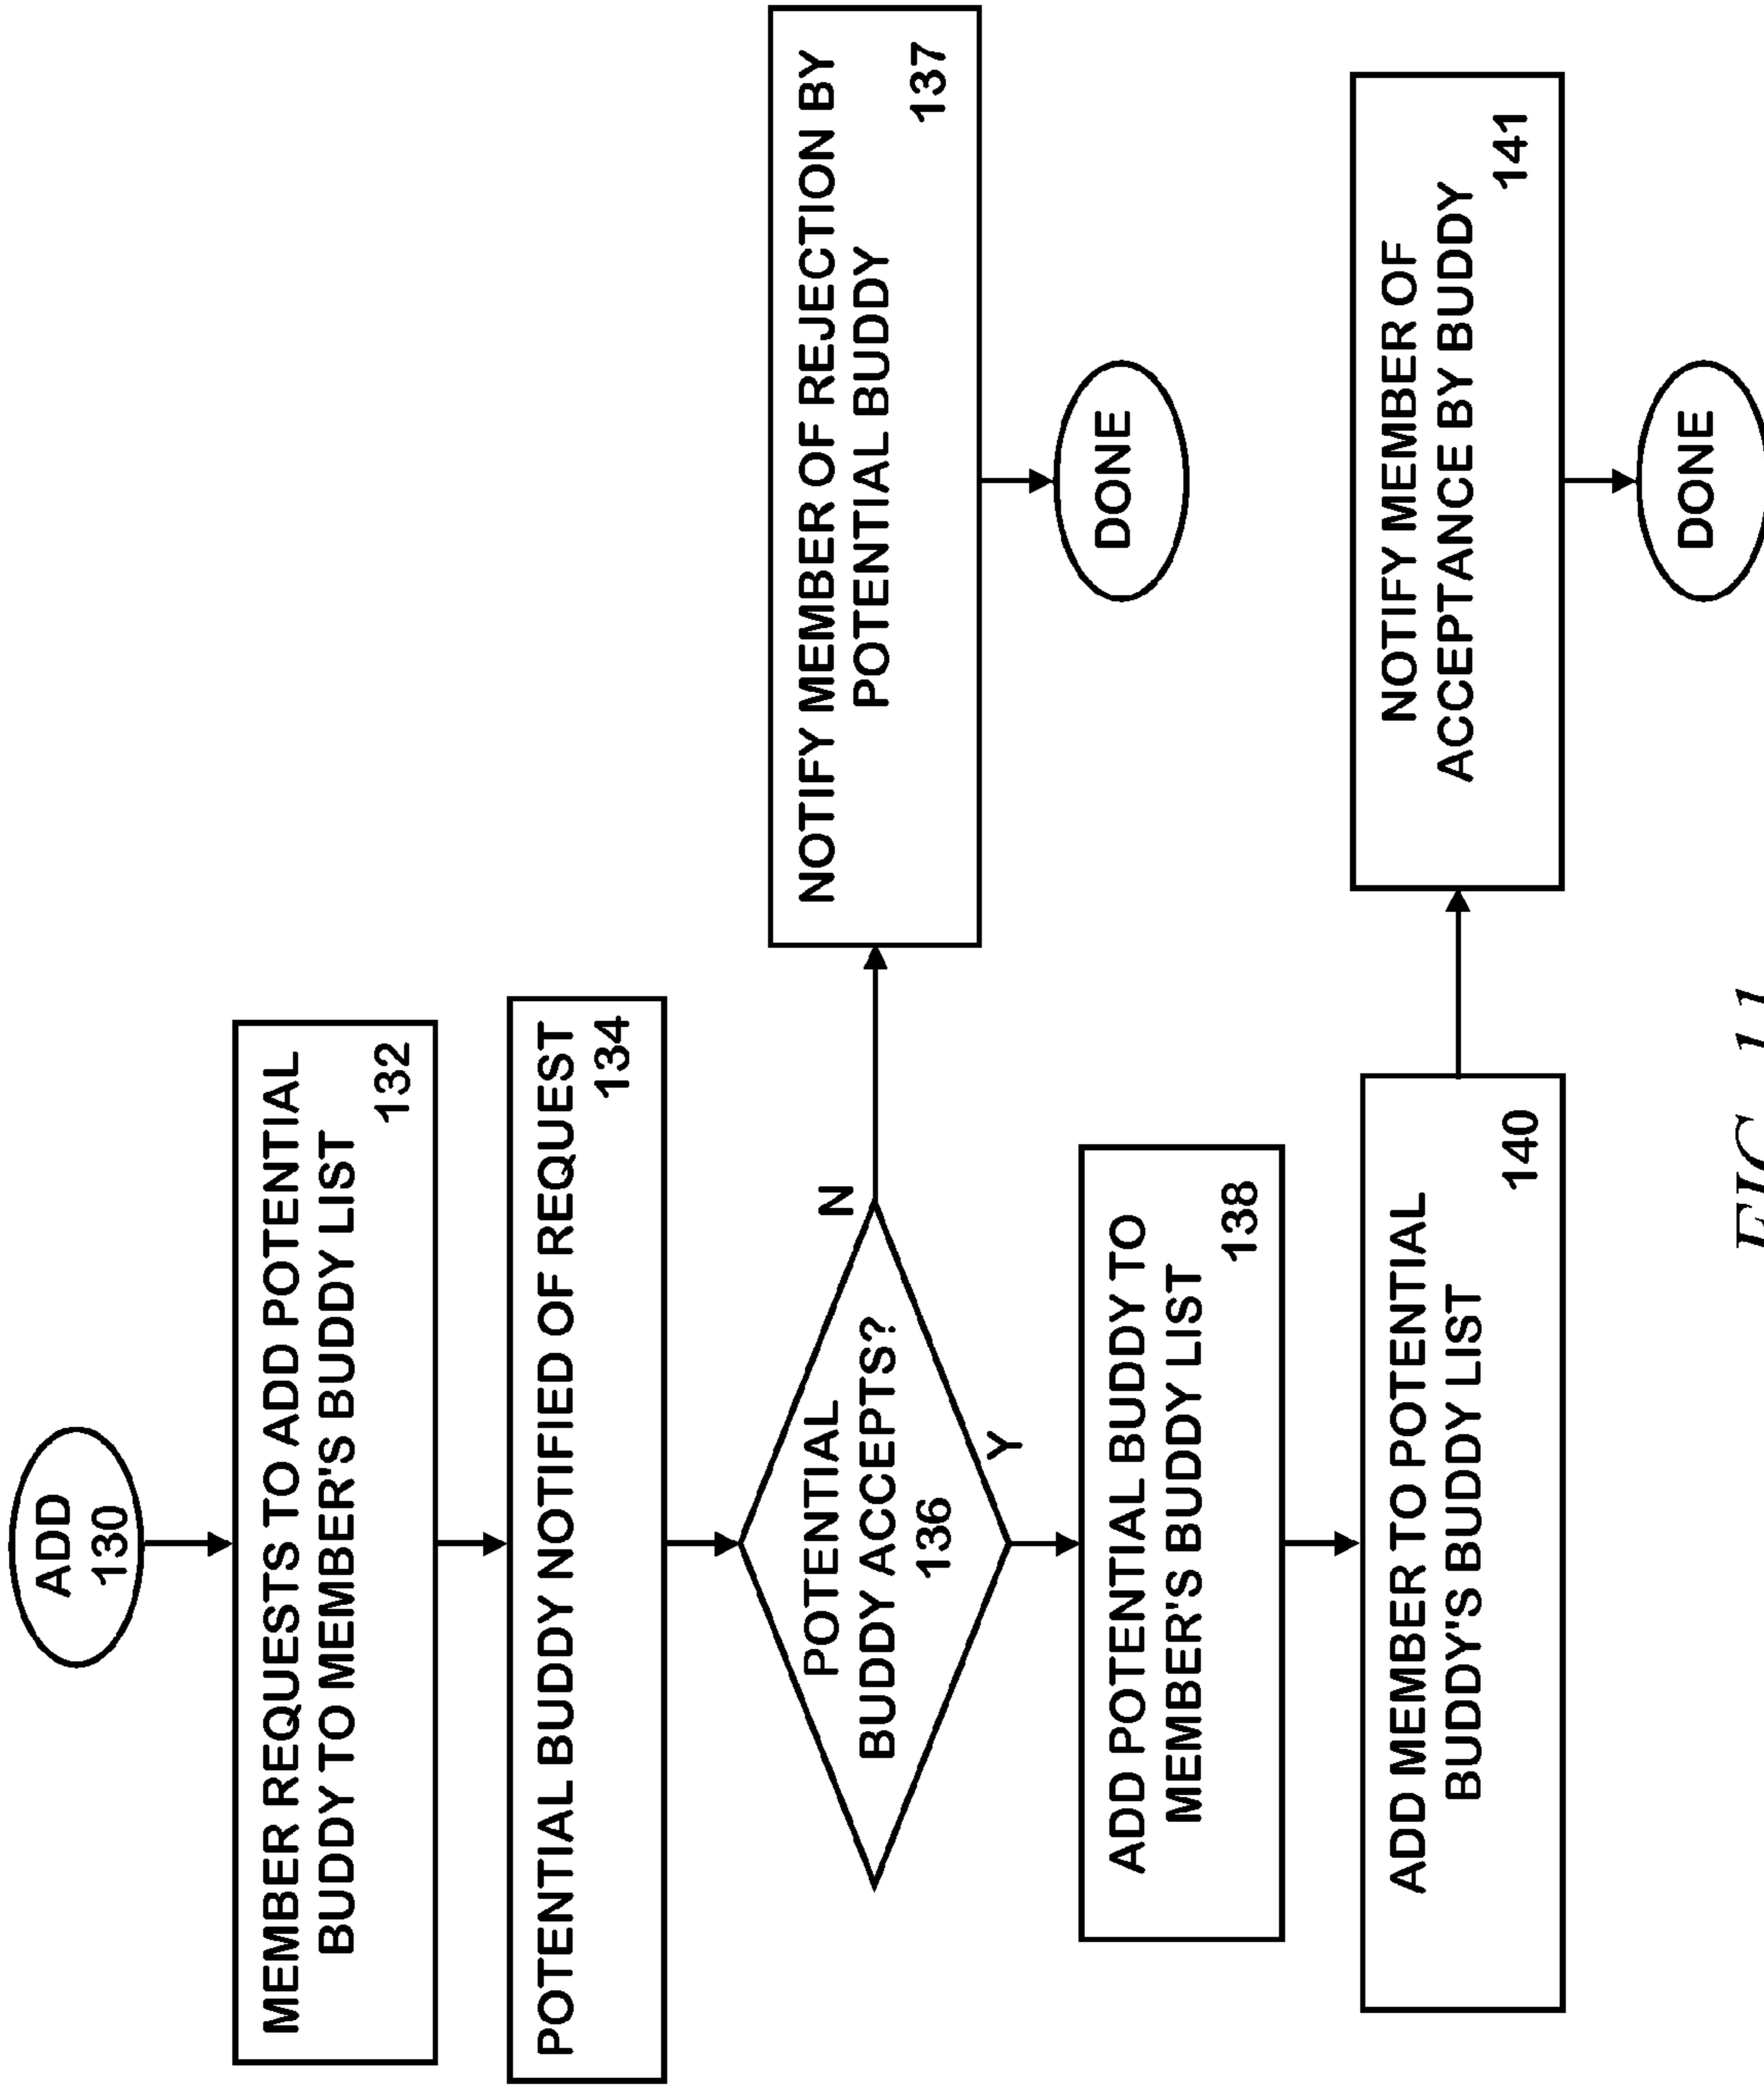 ADD
130
MEMBER REQUESTS TO ADD POTENTIAL
BUDDY TO MEMBER'S BUDDY LIST
132
POTENTIAL BUDDY NOTIFIED OF REQUEST
134
POTENTIAL
BUDDY ACCEPTS?
136
N
Y
NOTIFY MEMBER OF REJECTION BY
POTENTIAL BUDDY
137
DONE
ADD POTENTIAL BUDDY TO
MEMBER'S BUDDY LIST
138
ADD MEMBER TO POTENTIAL
BUDDY'S BUDDY LIST
140
NOTIFY MEMBER OF
ACCEPTANCE BY BUDDY
141
DONE
FIG. 11